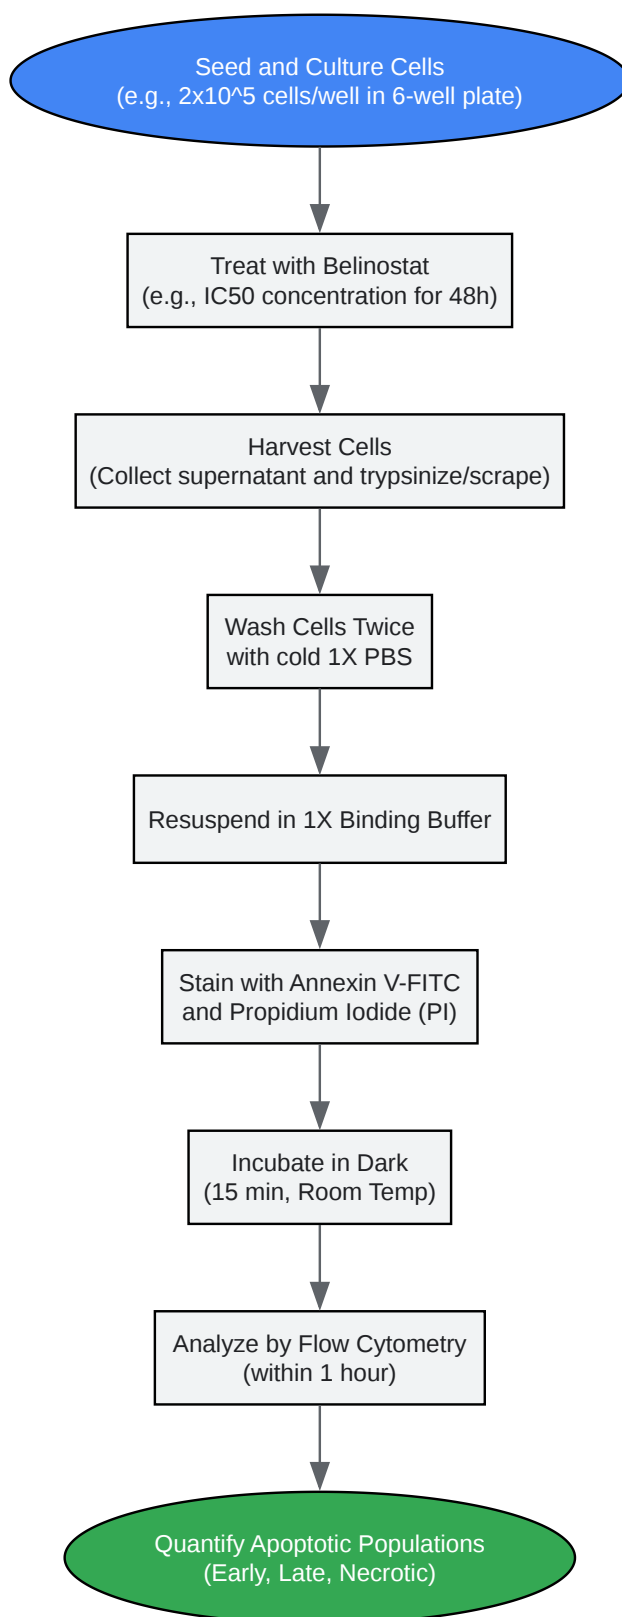 Seed and Culture Cells
(e.g., 2x10^5 cells/well in 6-well plate)
Treat with Belinostat
(e.g., IC50 concentration for 48h)
Harvest Cells
(Collect supernatant and trypsinize/scrape)
Wash Cells Twice
with cold 1X PBS
Resuspend in 1X Binding Buffer
Stain with Annexin V-FITC
and Propidium Iodide (PI)
Incubate in Dark
(15 min, Room Temp)
Analyze by Flow Cytometry
(within 1 hour)
Quantify Apoptotic Populations
(Early, Late, Necrotic)